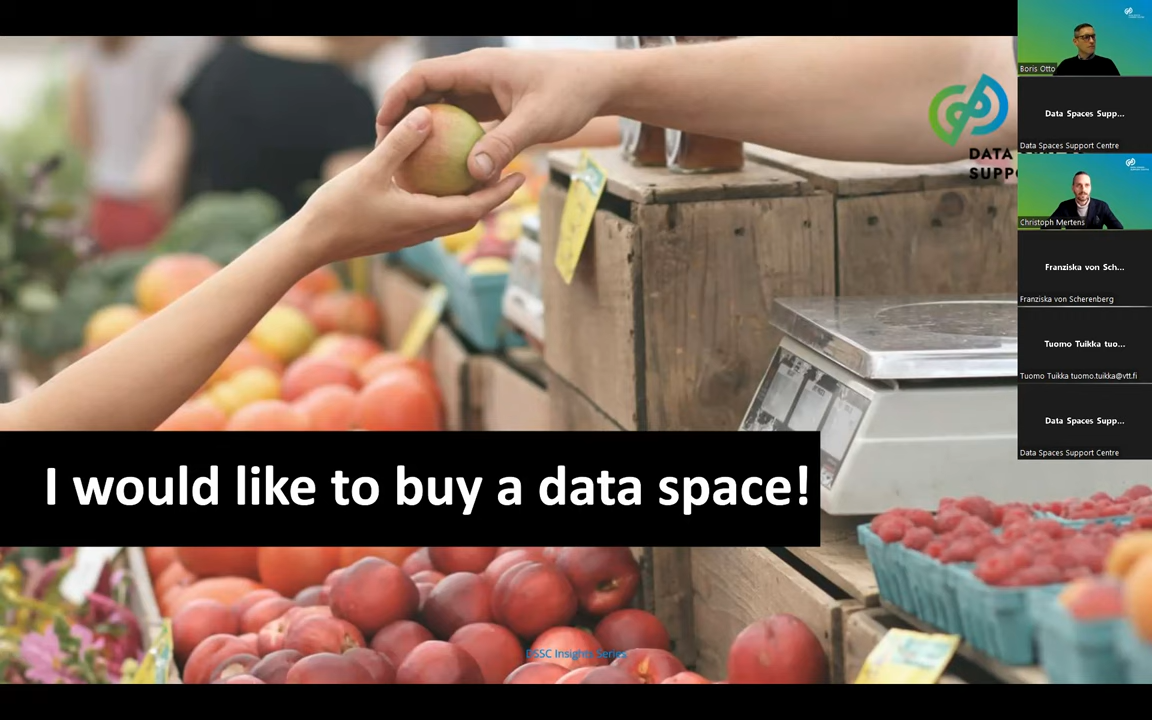 DATA
SUPP
I would like to buy a data space!
DSSC Insights Series
Boris Otto
Data Spaces Supp...
Data Spaces Support Centre
Christoph Mertens
Franziska von Sch...
Franziska von Scherenberg
Tuomo Tuikka tuo...
Tuomo Tuikka tuomo.tuikka@vtt.fi
Data Spaces Supp...
Data Spaces Support Centre